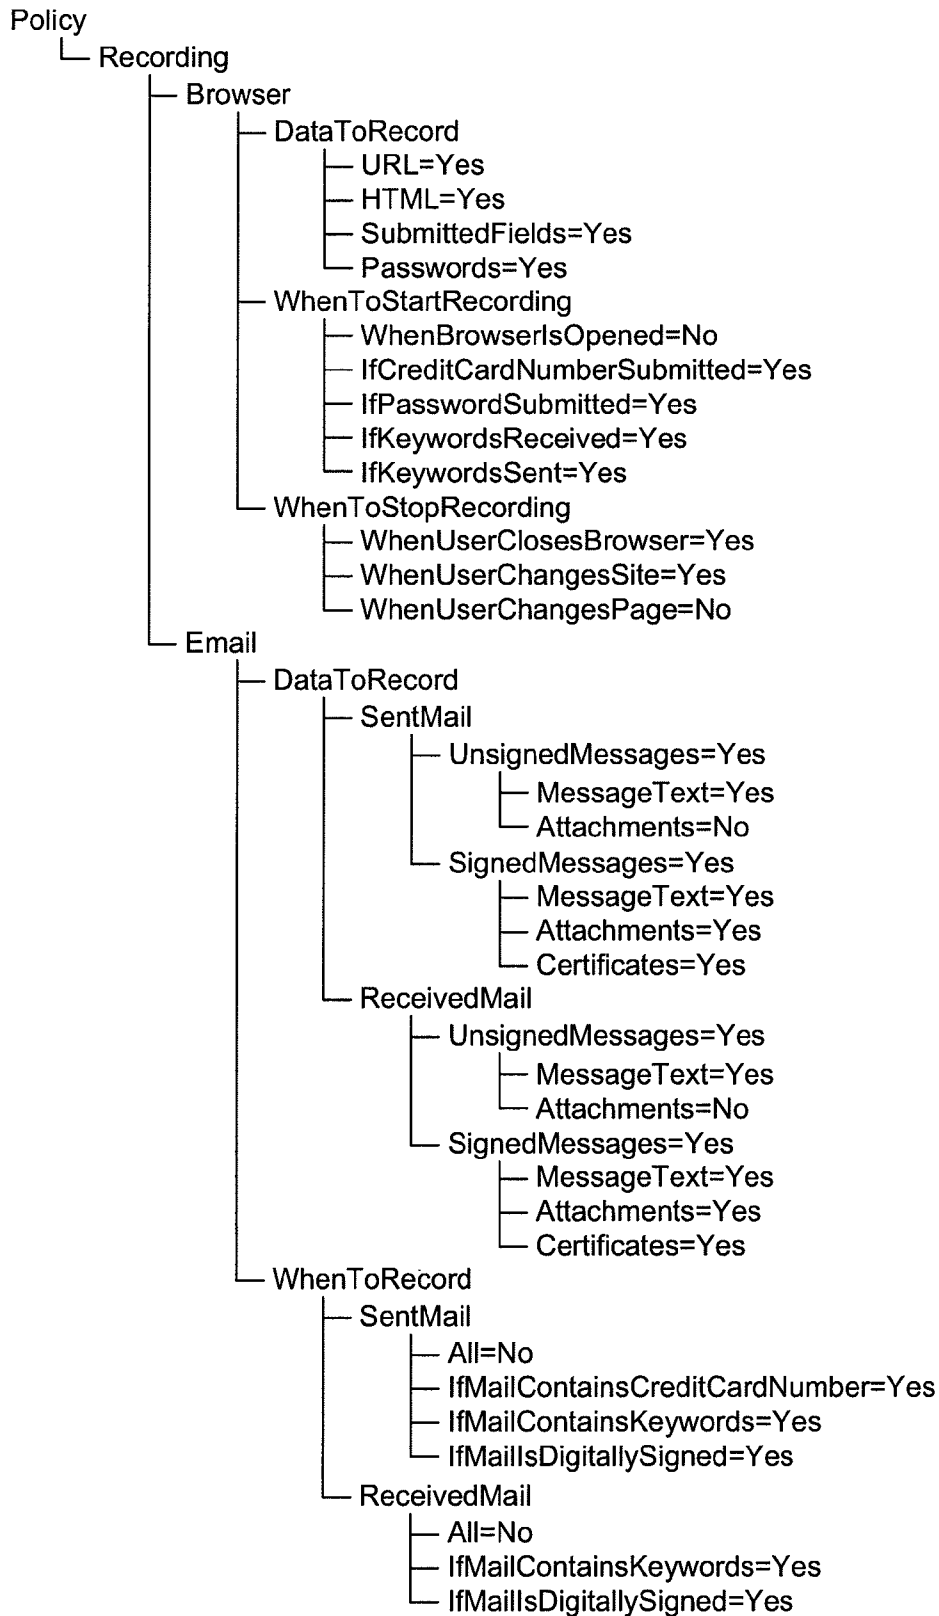 Policy
Recording
Browser
DataToRecord
URL=Yes
HTML=Yes
SubmittedFields=Yes
Passwords=Yes
WhenToStartRecording
WhenBrowserIsOpened=No
IfCreditCardNumberSubmitted=Yes
IfPasswordSubmitted=Yes
IfKeywordsReceived=Yes
IfKeywordsSent=Yes
WhenToStopRecording
WhenUserClosesBrowser=Yes
WhenUserChangesSite=Yes
WhenUserChangesPage=No
Email
DataToRecord
SentMail
UnsignedMessages=Yes
MessageText=Yes
Attachments=No
SignedMessages=Yes
MessageText=Yes
Attachments=Yes
Certificates=Yes
ReceivedMail
UnsignedMessages=Yes
MessageText=Yes
Attachments=No
SignedMessages=Yes
MessageText=Yes
Attachments=Yes
Certificates=Yes
WhenToRecord
SentMail
All=No
IfMailContainsCreditCardNumber=Yes
IfMailContainsKeywords=Yes
IfMailIsDigitallySigned=Yes
ReceivedMail
All=No
IfMailContainsKeywords=Yes
IfMailIsDigitallySigned=Yes